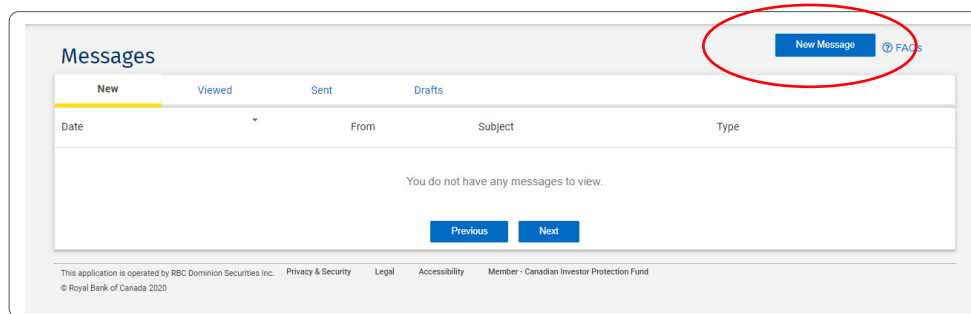 Messages
New Message
FAQs
New Viewed Sent Drafts
Date From Subject Type
You do not have any messages to view.
Previous Next
This application is operated by RBC Dominion Securities Inc. Privacy & Security Legal Accessibility Member - Canadian Investor Protection Fund
© Royal Bank of Canada 2020